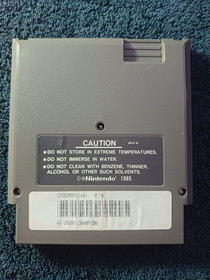 CAUTION
• DO NOT STORE IN EXTREME TEMPERATURES.
• DO NOT IMMERSE IN WATER.
• DO NOT CLEAN WITH BENZENE, THINNER,
ALCOHOL OR OTHER SUCH SOLVENTS.
©®Nintendo® 1985